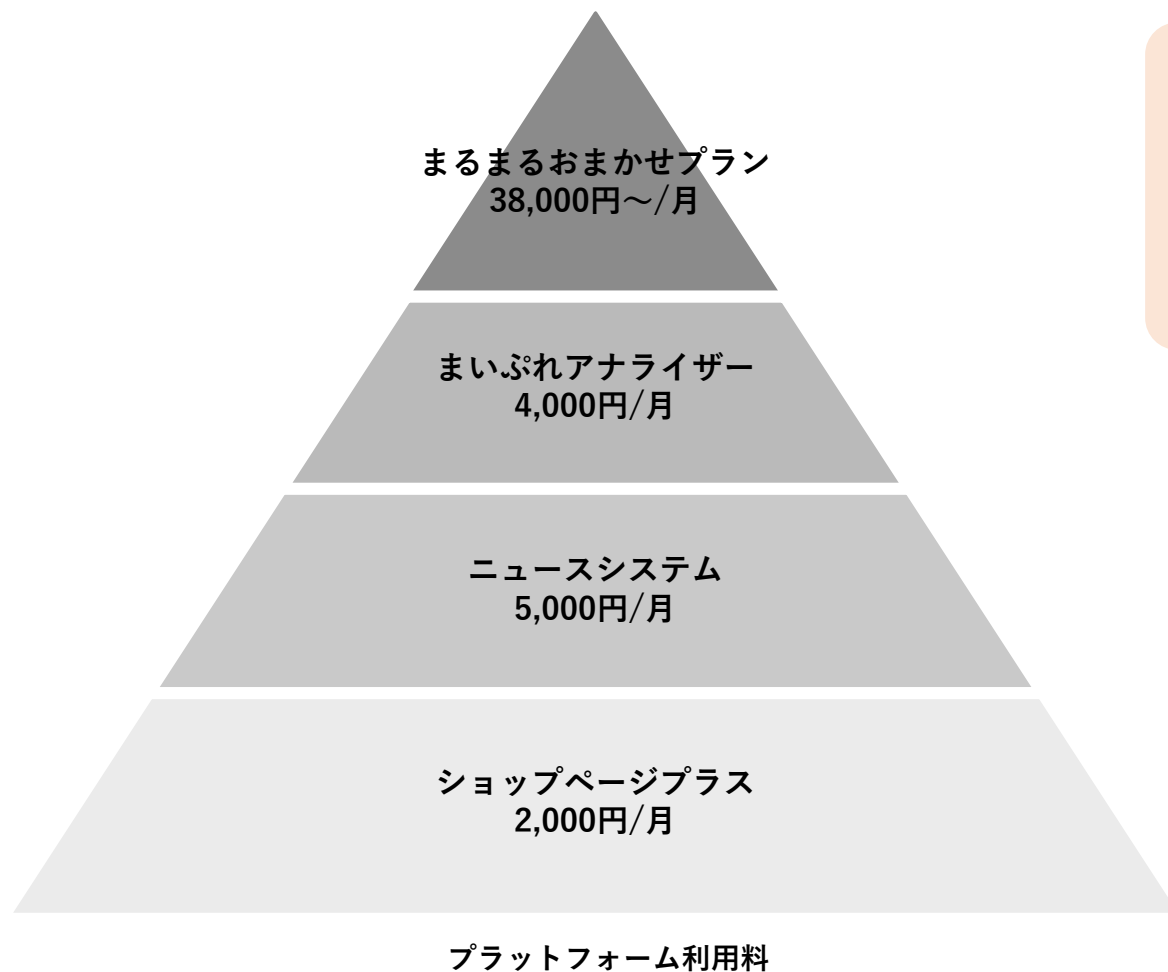 まるまるおまかせプラン
38,000円～/月
まいぷれアナライザー
4,000円/月
ニュースシステム
5,000円/月
ショップページプラス
2,000円/月
プラットフォーム利用料